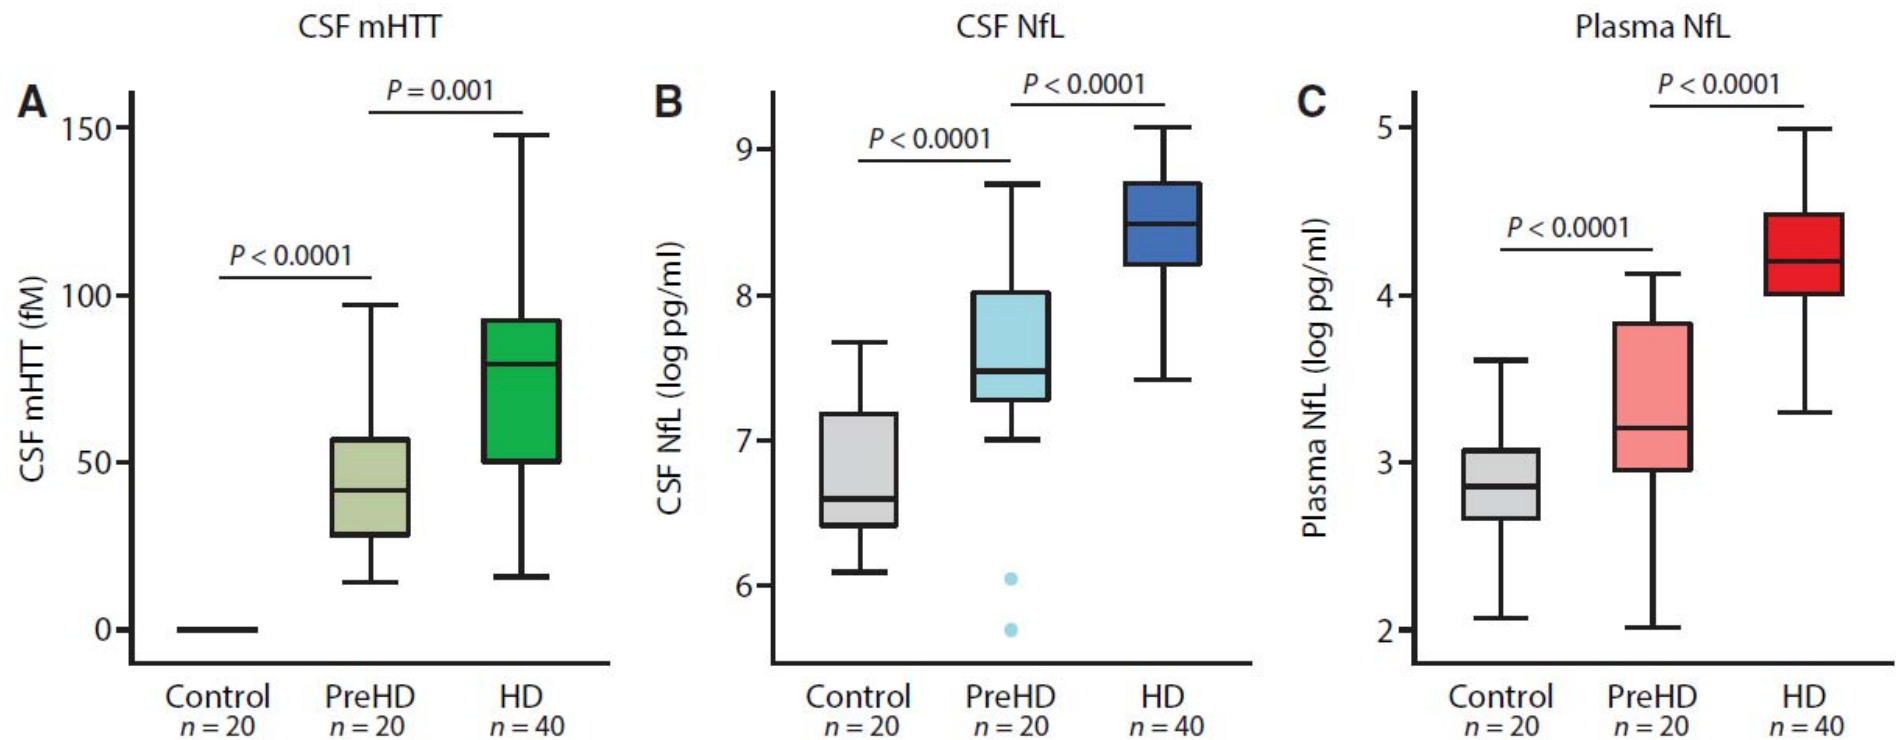 CSF mHTT
A
CSF mHTT (fM)
150
100
50
0
P < 0.0001
P = 0.001
Control
n = 20
PreHD
n = 20
HD
n = 40
CSF NfL
B
CSF NfL (log pg/ml)
9
8
7
6
P < 0.0001
P < 0.0001
Control
n = 20
PreHD
n = 20
HD
n = 40
Plasma NfL
C
Plasma NfL (log pg/ml)
5
4
3
2
P < 0.0001
P < 0.0001
Control
n = 20
PreHD
n = 20
HD
n = 40